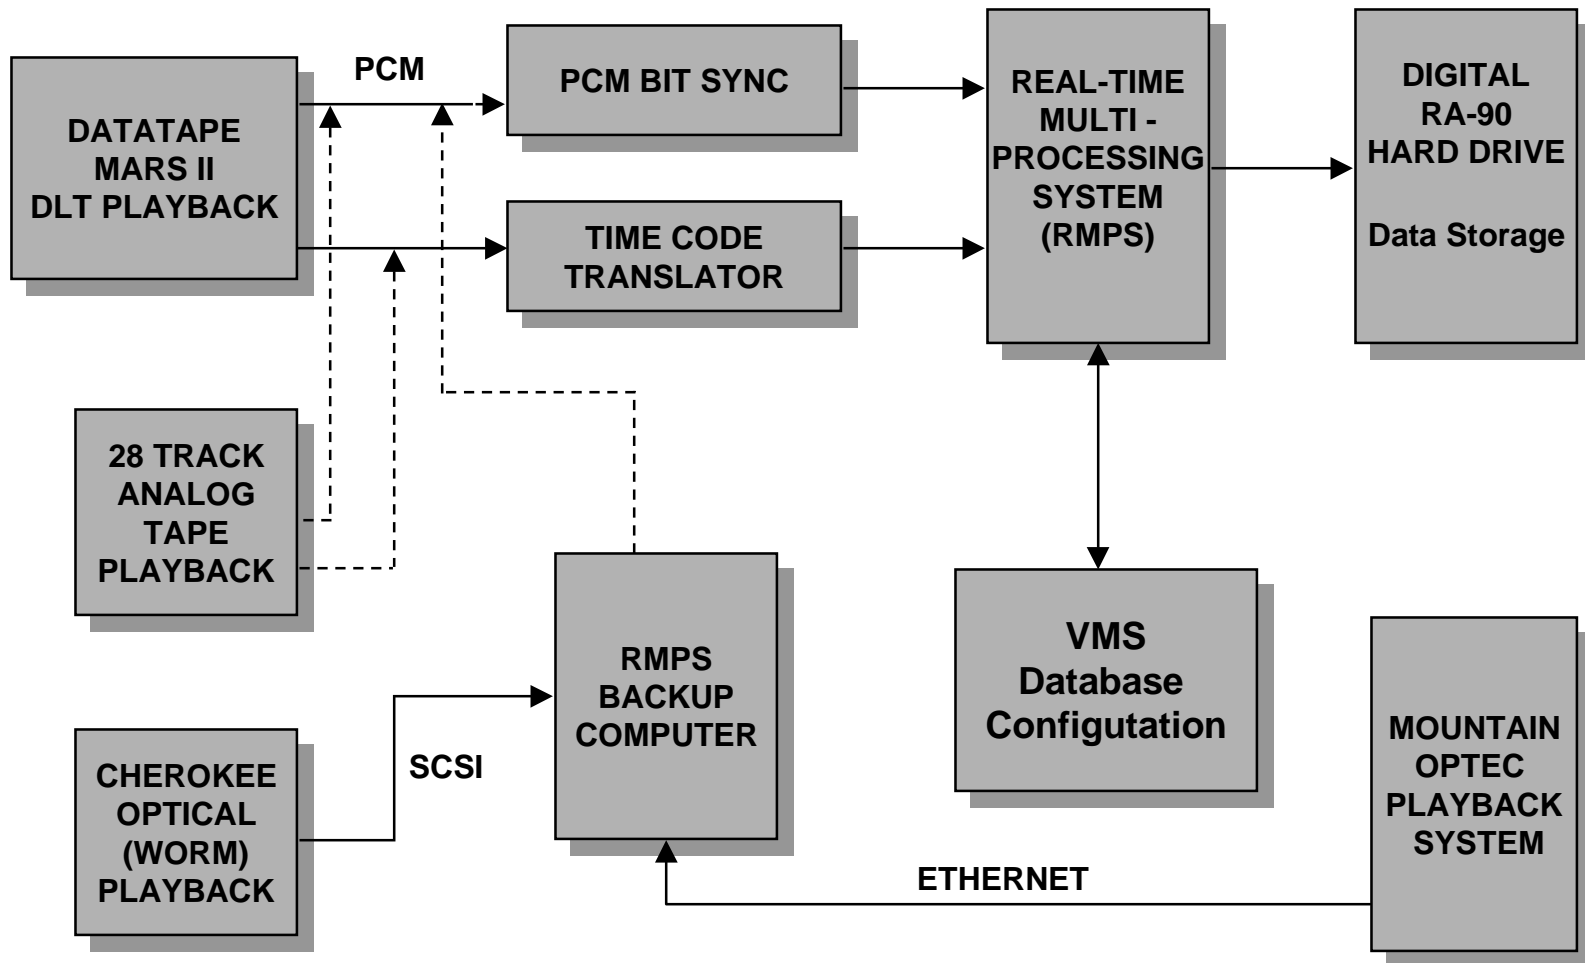 DATATAPE
MARS II
DLT PLAYBACK
PCM
PCM BIT SYNC
TIME CODE
TRANSLATOR
REAL-TIME
MULTI -
PROCESSING
SYSTEM
(RMPS)
DIGITAL
RA-90
HARD DRIVE
Data Storage
28 TRACK
ANALOG
TAPE
PLAYBACK
CHEROKEE
OPTICAL
(WORM)
PLAYBACK
SCSI
RMPS
BACKUP
COMPUTER
VMS
Database
Configutation
ETHERNET
MOUNTAIN
OPTEC
PLAYBACK
SYSTEM